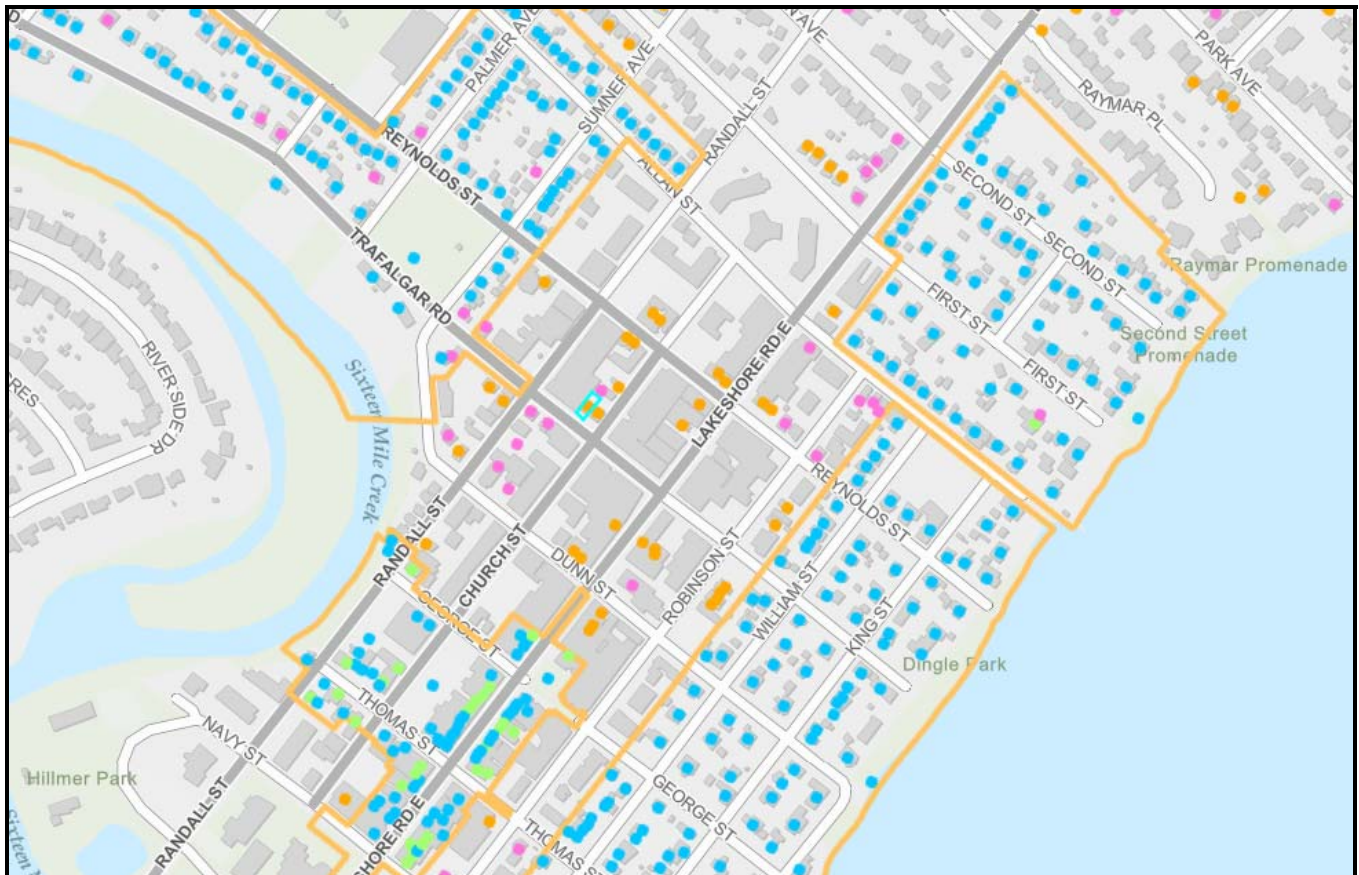 PALMER AVE
SUMNER AVE
RANDALL ST
PARK AVE
RAYMAR PL
REYNOLDS ST
ALLAN ST
SECOND ST
SECOND ST
TRAFALGAR RD
Raymar Promenade
FIRST ST
Second Street
Promenade
RIVER SIDE DR
Sixteen Mile Creek
LAKESHORE RD E
FIRST ST
REYNOLDS ST
RANDALL ST
CHURCH ST
DUNN ST
ROBINSON ST
WILLIAM ST
KING ST
GEORGE ST
Dingle Park
THOMAS ST
NAVY ST
Hillmer Park
RANDALL ST
GEORGE ST
THOMAS ST